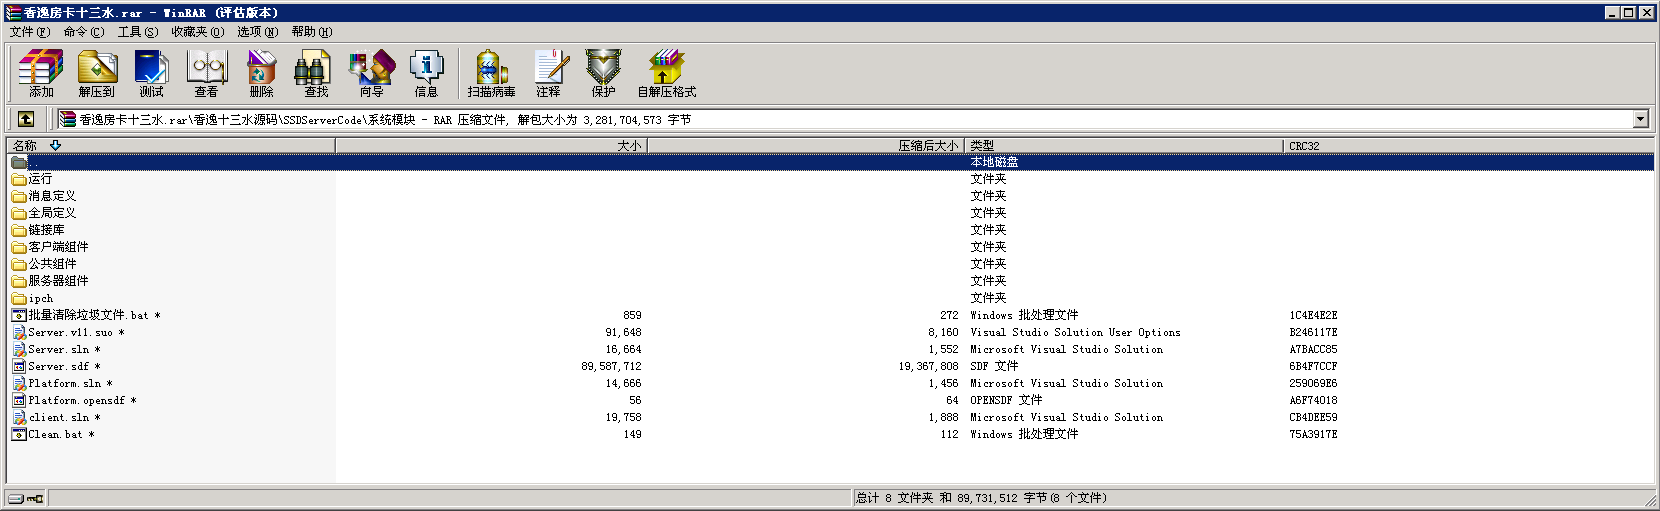 香逸房卡十三水.rar - WinRAR (评估版本)
文件(F) 命令(C) 工具(S) 收藏夹(O) 选项(N) 帮助(H)
添加 解压到 测试 查看 删除 查找 向导 信息 扫描病毒 注释 保护 自解压格式
香逸房卡十三水.rar\香逸十三水源码\SSDServerCode\系统模块 - RAR 压缩文件, 解包大小为 3,281,704,573 字节
名称 大小 压缩后大小 类型 CRC32
.. 本地磁盘
运行 文件夹
消息定义 文件夹
全局定义 文件夹
链接库 文件夹
客户端组件 文件夹
公共组件 文件夹
服务器组件 文件夹
ipch 文件夹
批量清除垃圾文件.bat * 859 272 Windows 批处理文件 1C4E4E2E
Server.v11.suo * 91,648 8,160 Visual Studio Solution User Options B246117E
Server.sln * 16,664 1,552 Microsoft Visual Studio Solution A7BACC85
Server.sdf * 89,587,712 19,367,808 SDF 文件 6B4F7CCF
Platform.sln * 14,666 1,456 Microsoft Visual Studio Solution 259069E6
Platform.opensdf * 56 64 OPENSDF 文件 A6F74018
client.sln * 19,758 1,888 Microsoft Visual Studio Solution CB4DEE59
Clean.bat * 149 112 Windows 批处理文件 75A3917E
总计 8 文件夹 和 89,731,512 字节(8 个文件)